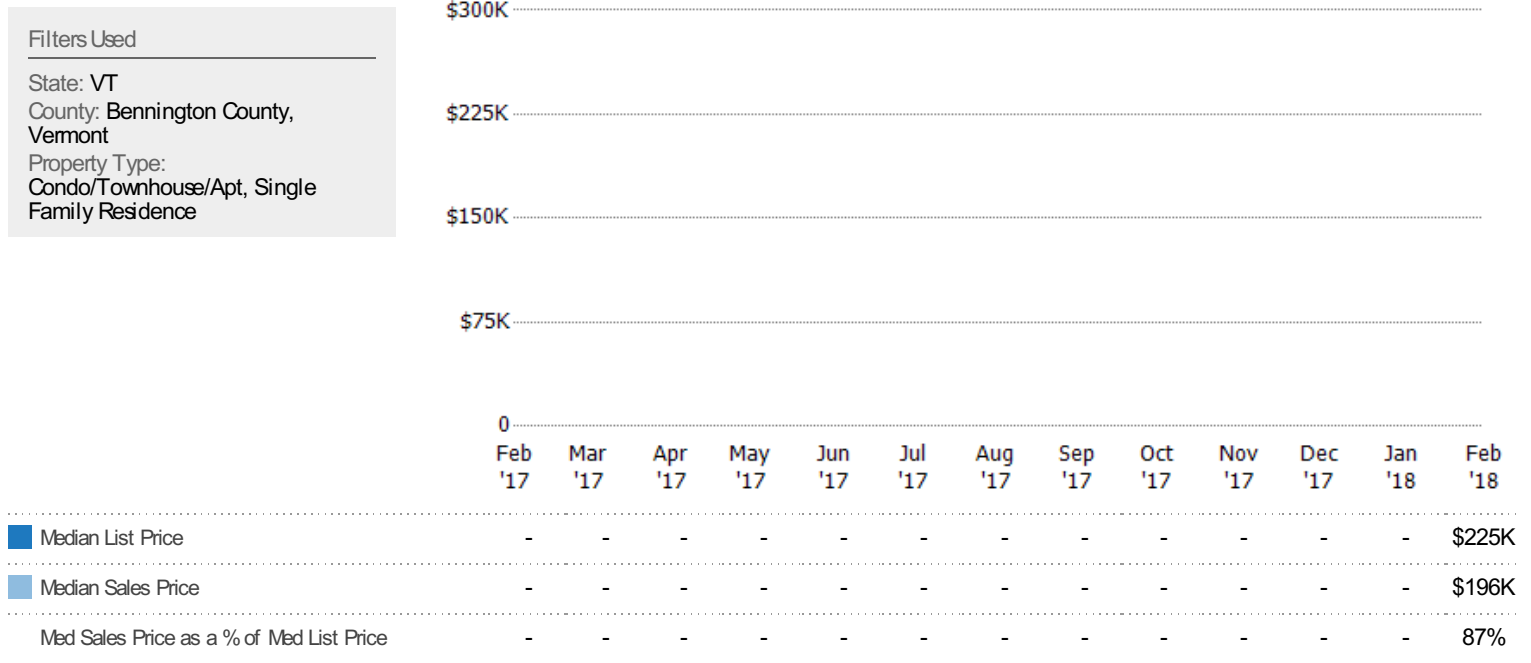 Filters Used
State: VT
County: Bennington County,
Vermont
Property Type:
Condo/Townhouse/Apt, Single
Family Residence
$300K
$225K
$150K
$75K
0
Feb Mar Apr May Jun Jul Aug Sep Oct Nov Dec Jan Feb
'17 '17 '17 '17 '17 '17 '17 '17 '17 '17 '17 '18 '18
Median List Price - - - - - - - - - - - - $225K
Median Sales Price - - - - - - - - - - - - $196K
Med Sales Price as a % of Med List Price - - - - - - - - - - - - 87%